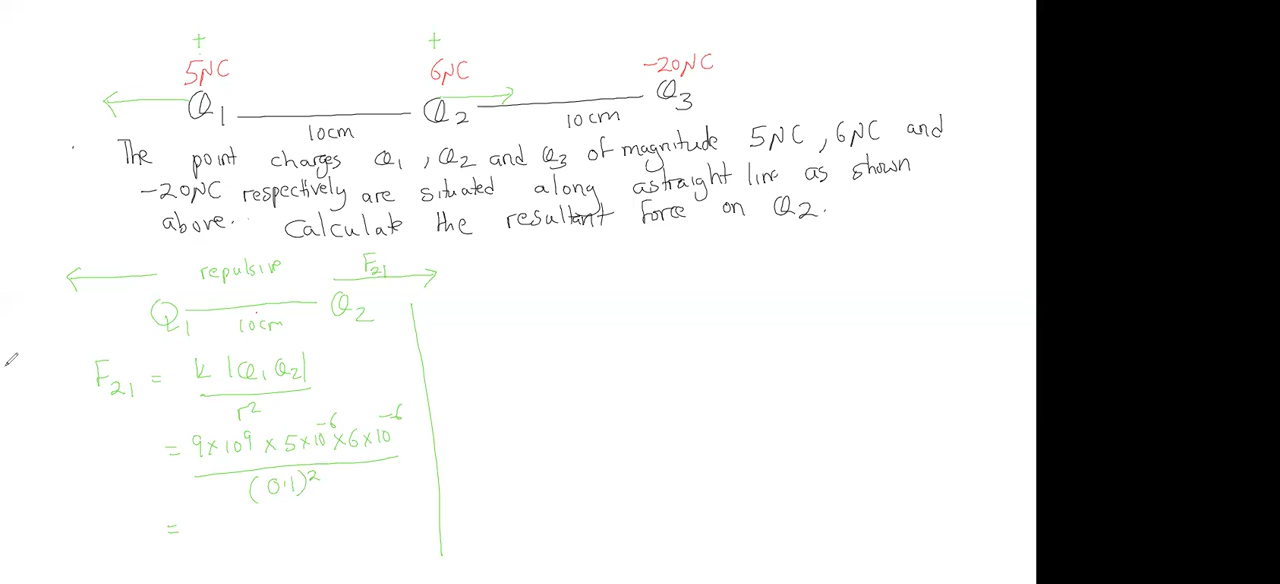 + +
5NC 6NC -20NC
Q1 Q2 Q3
10cm 10cm
The point charges Q1, Q2 and Q3 of magnitude 5NC, 6NC and
-20NC respectively are situated along astraight line as shown
above. Calculate the resultant force on Q2.
repulsive F21
Q1 Q2
10cm
F21 = k |Q1 Q2|
r²
= 9×10⁹ × 5×10⁻⁶ × 6×10⁻⁶
(0.1)²
=